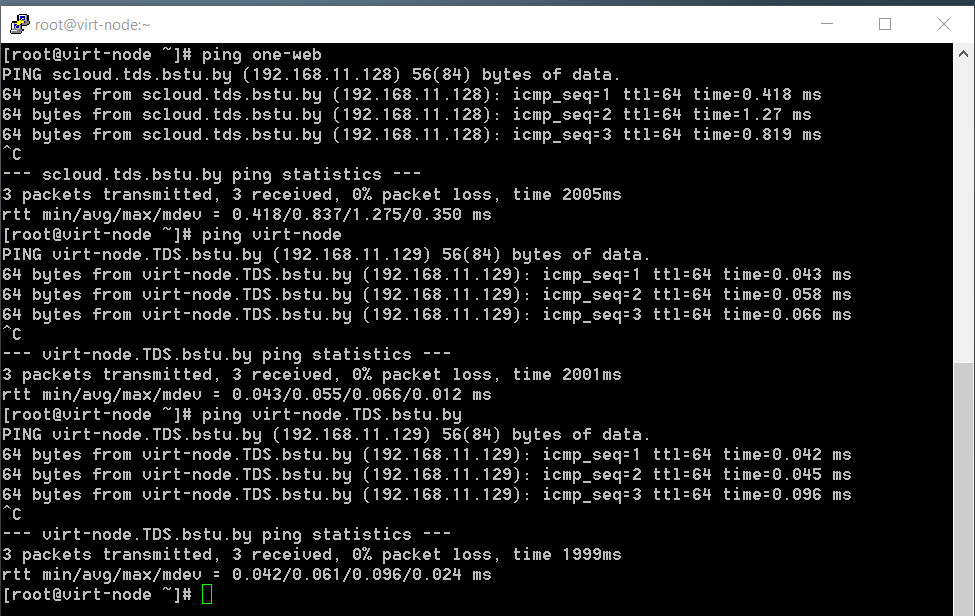 root@virt-node:~
[root@virt-node ~]# ping one-web
PING scloud.tds.bstu.by (192.168.11.128) 56(84) bytes of data.
64 bytes from scloud.tds.bstu.by (192.168.11.128): icmp_seq=1 ttl=64 time=0.418 ms
64 bytes from scloud.tds.bstu.by (192.168.11.128): icmp_seq=2 ttl=64 time=1.27 ms
64 bytes from scloud.tds.bstu.by (192.168.11.128): icmp_seq=3 ttl=64 time=0.819 ms
^C
--- scloud.tds.bstu.by ping statistics ---
3 packets transmitted, 3 received, 0% packet loss, time 2005ms
rtt min/avg/max/mdev = 0.418/0.837/1.275/0.350 ms
[root@virt-node ~]# ping virt-node
PING virt-node.TDS.bstu.by (192.168.11.129) 56(84) bytes of data.
64 bytes from virt-node.TDS.bstu.by (192.168.11.129): icmp_seq=1 ttl=64 time=0.043 ms
64 bytes from virt-node.TDS.bstu.by (192.168.11.129): icmp_seq=2 ttl=64 time=0.058 ms
64 bytes from virt-node.TDS.bstu.by (192.168.11.129): icmp_seq=3 ttl=64 time=0.066 ms
^C
--- virt-node.TDS.bstu.by ping statistics ---
3 packets transmitted, 3 received, 0% packet loss, time 2001ms
rtt min/avg/max/mdev = 0.043/0.055/0.066/0.012 ms
[root@virt-node ~]# ping virt-node.TDS.bstu.by
PING virt-node.TDS.bstu.by (192.168.11.129) 56(84) bytes of data.
64 bytes from virt-node.TDS.bstu.by (192.168.11.129): icmp_seq=1 ttl=64 time=0.042 ms
64 bytes from virt-node.TDS.bstu.by (192.168.11.129): icmp_seq=2 ttl=64 time=0.045 ms
64 bytes from virt-node.TDS.bstu.by (192.168.11.129): icmp_seq=3 ttl=64 time=0.096 ms
^C
--- virt-node.TDS.bstu.by ping statistics ---
3 packets transmitted, 3 received, 0% packet loss, time 1999ms
rtt min/avg/max/mdev = 0.042/0.061/0.096/0.024 ms
[root@virt-node ~]#